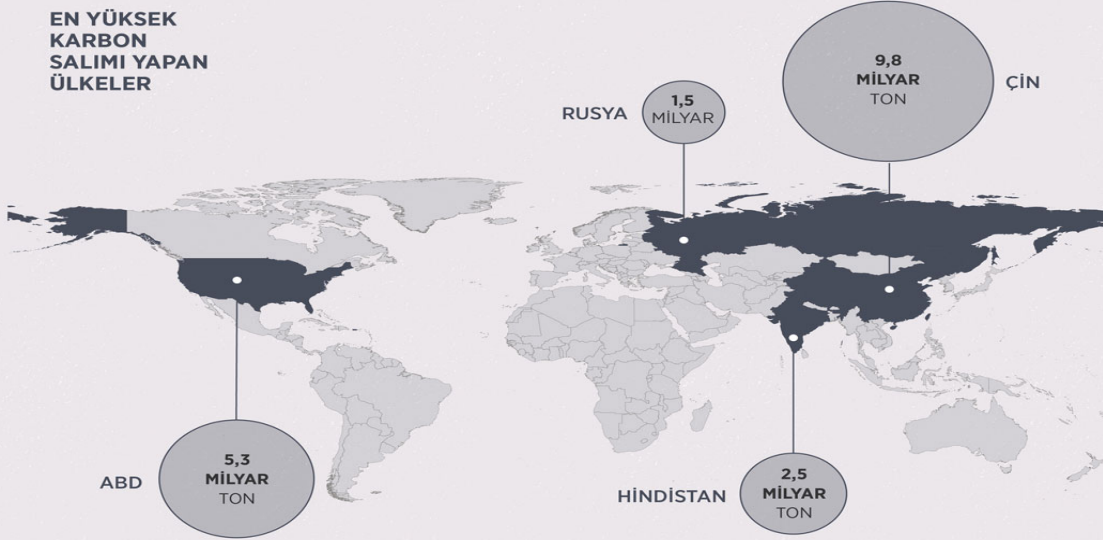 EN YÜKSEK
KARBON
SALIMI YAPAN
ÜLKELER
9,8
MİLYAR
TON
ÇİN
RUSYA
1,5
MİLYAR
ABD
5,3
MİLYAR
TON
HİNDİSTAN
2,5
MİLYAR
TON